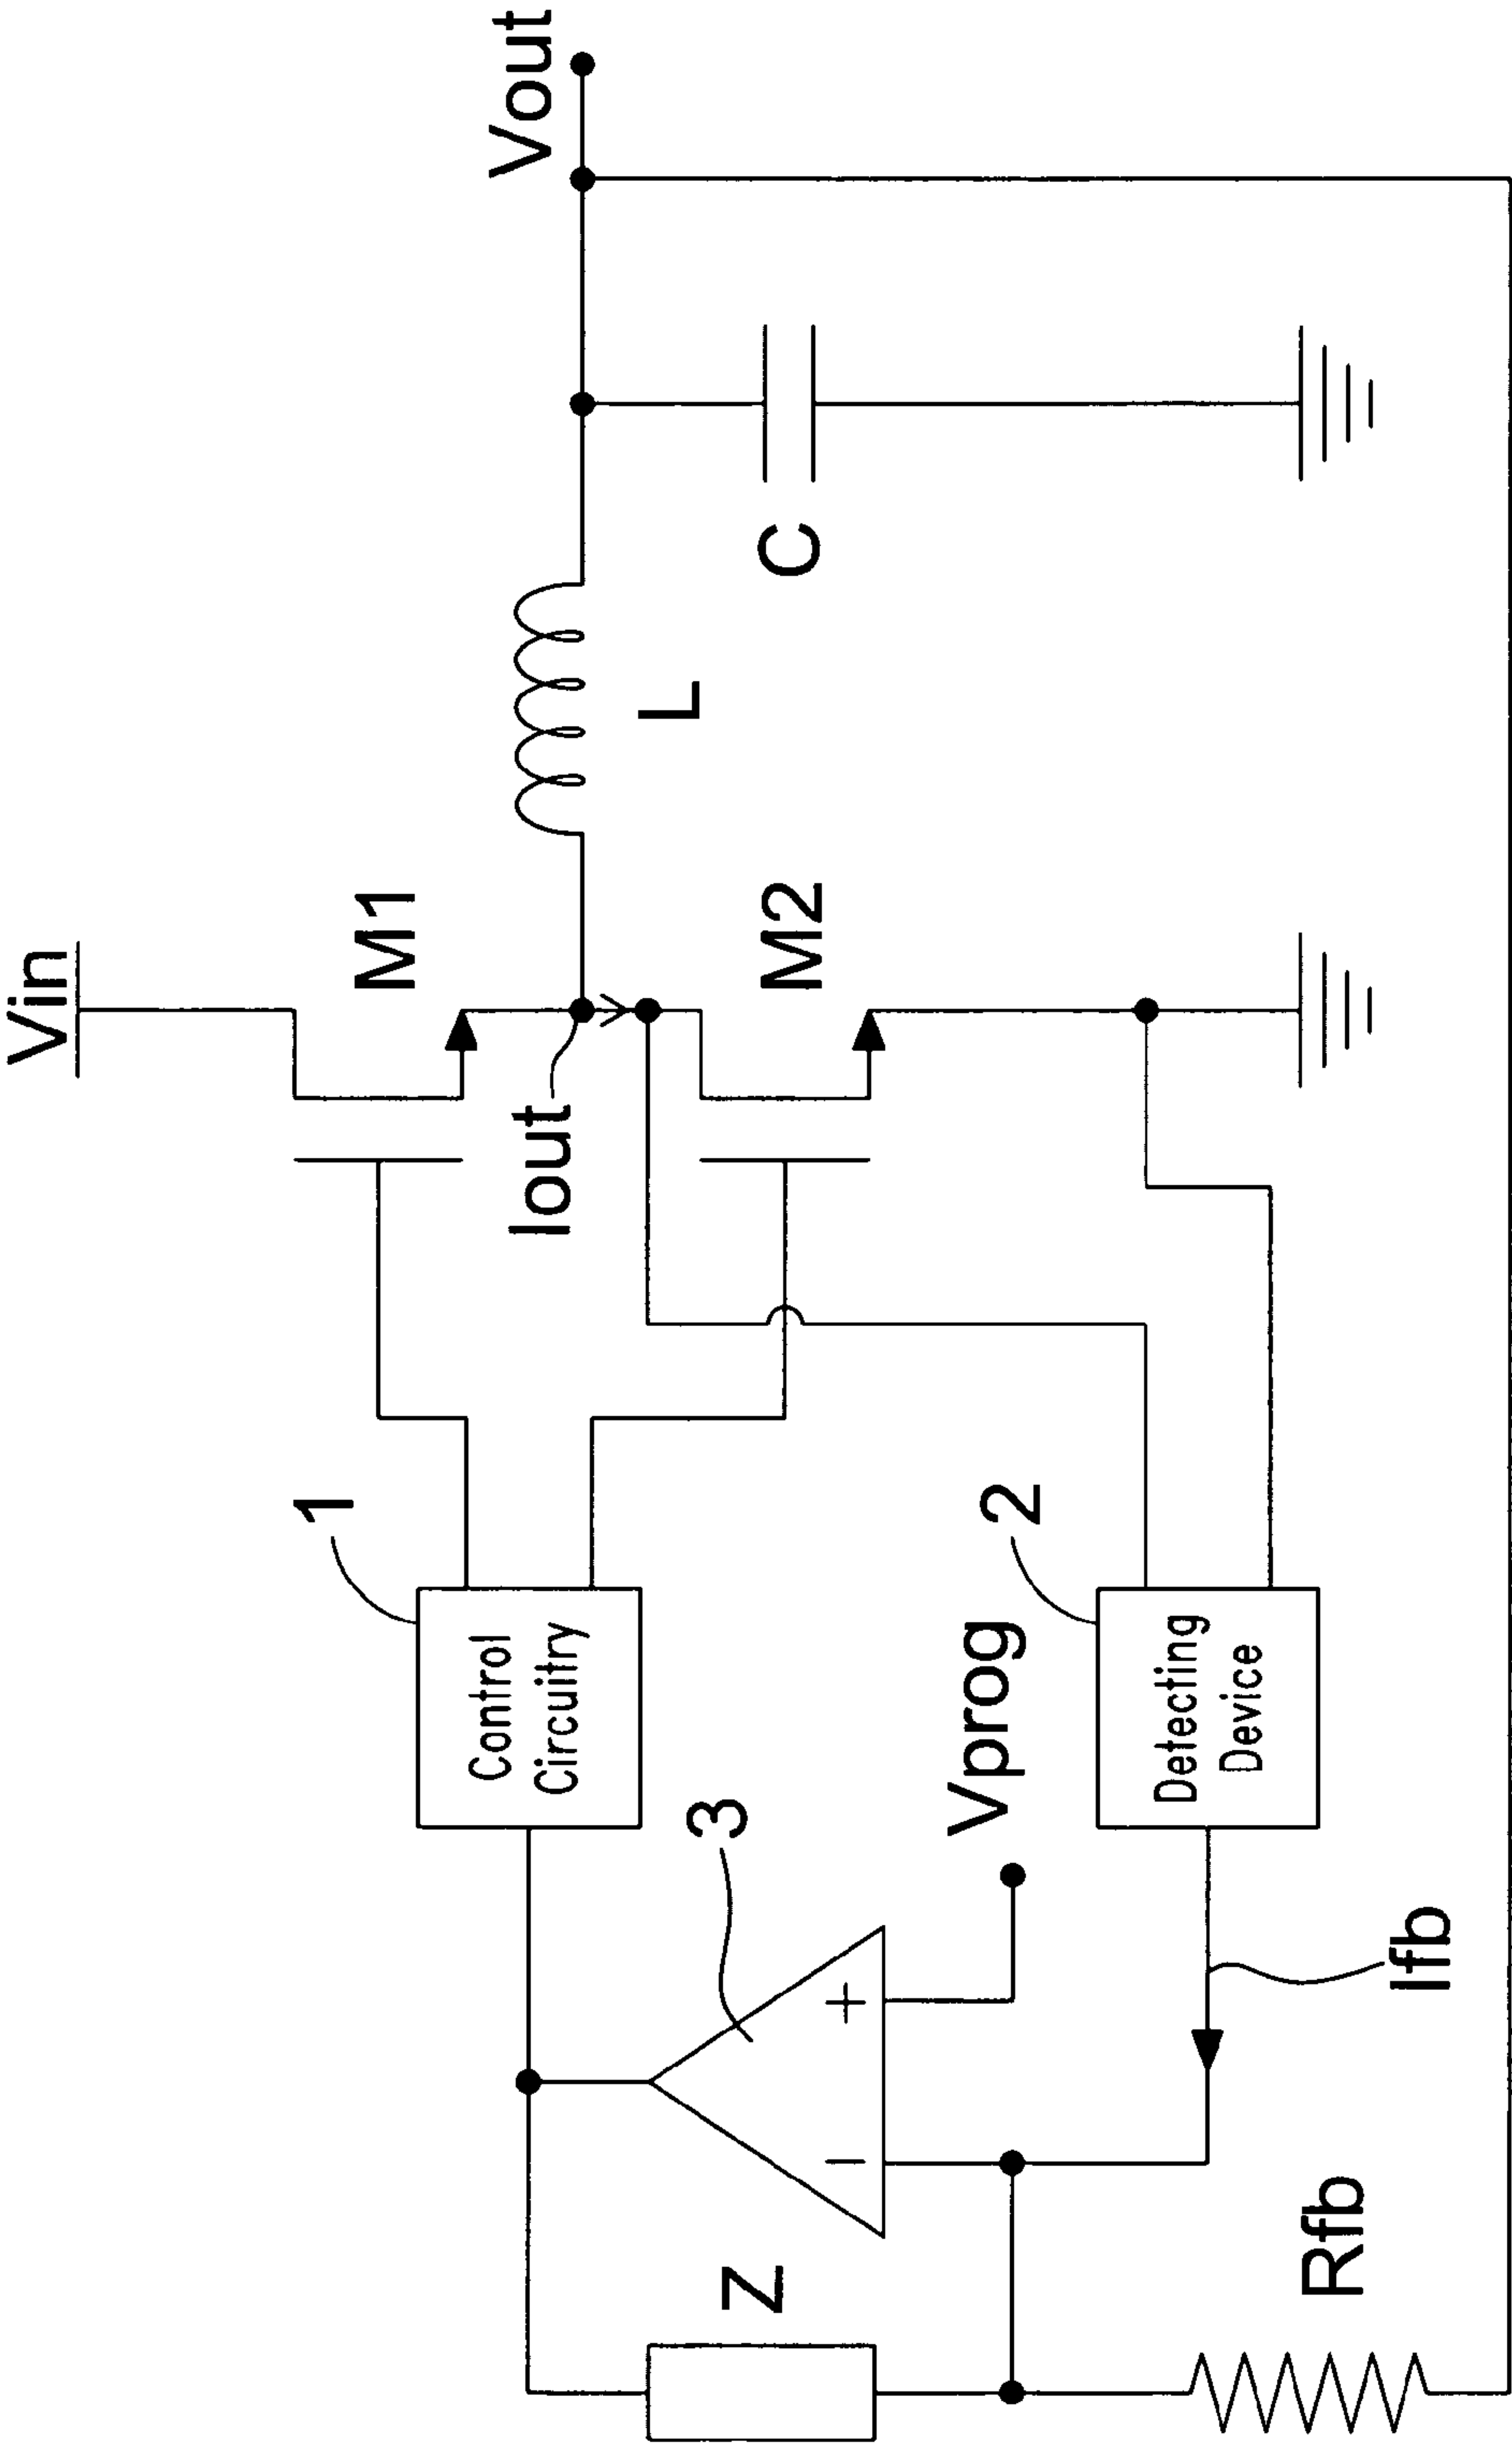 Vin
M1
Iout
L
Vout
M2
C
1
Control
Circuitry
3
+
−
Z
Vprog
2
Detecting
Device
Ifb
Rfb